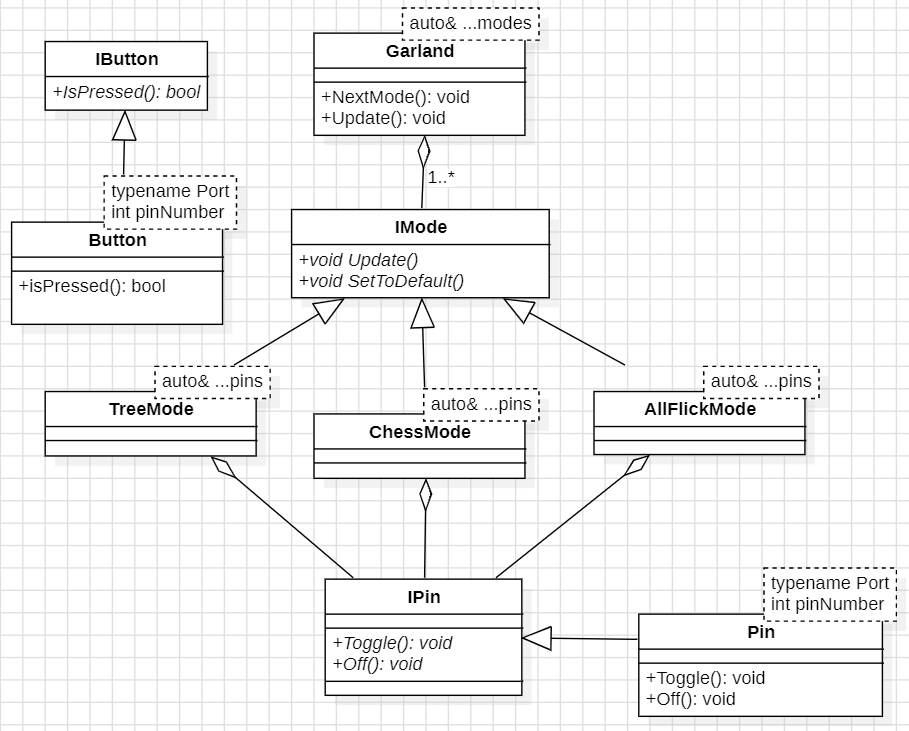 IButton
+IsPressed(): bool
typename Port
int pinNumber
Button
+isPressed(): bool
auto& ...modes
Garland
+NextMode(): void
+Update(): void
1..*
IMode
+void Update()
+void SetToDefault()
auto& ...pins
TreeMode
auto& ...pins
ChessMode
auto& ...pins
AllFlickMode
IPin
+Toggle(): void
+Off(): void
typename Port
int pinNumber
Pin
+Toggle(): void
+Off(): void